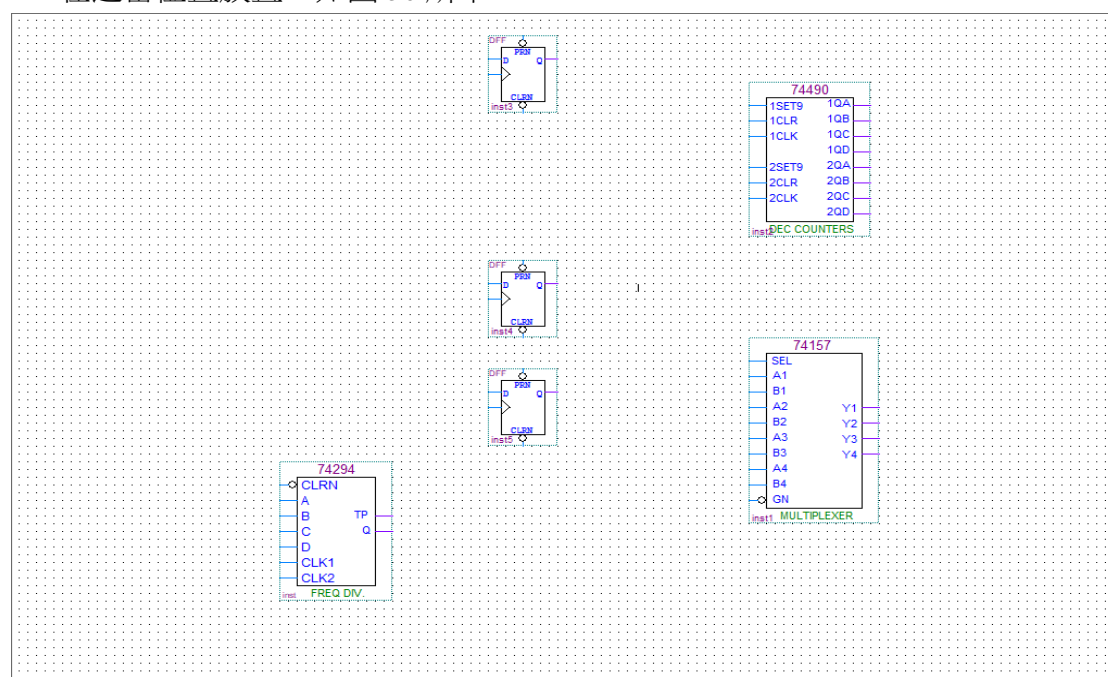 DFF
PRN
D Q
CLRN
inst3
74490
1SET9 1QA
1CLR 1QB
1CLK 1QC
1QD
2SET9 2QA
2CLR 2QB
2CLK 2QC
2QD
inst2 DEC COUNTERS
DFF
PRN
D Q
CLRN
inst4
74157
SEL
A1
B1
A2 Y1
B2 Y2
A3 Y3
B3 Y4
A4
B4
GN
inst1 MULTIPLEXER
DFF
PRN
D Q
CLRN
inst5
74294
CLRN
A
B TP
C Q
D
CLK1
CLK2
inst FREQ DIV.